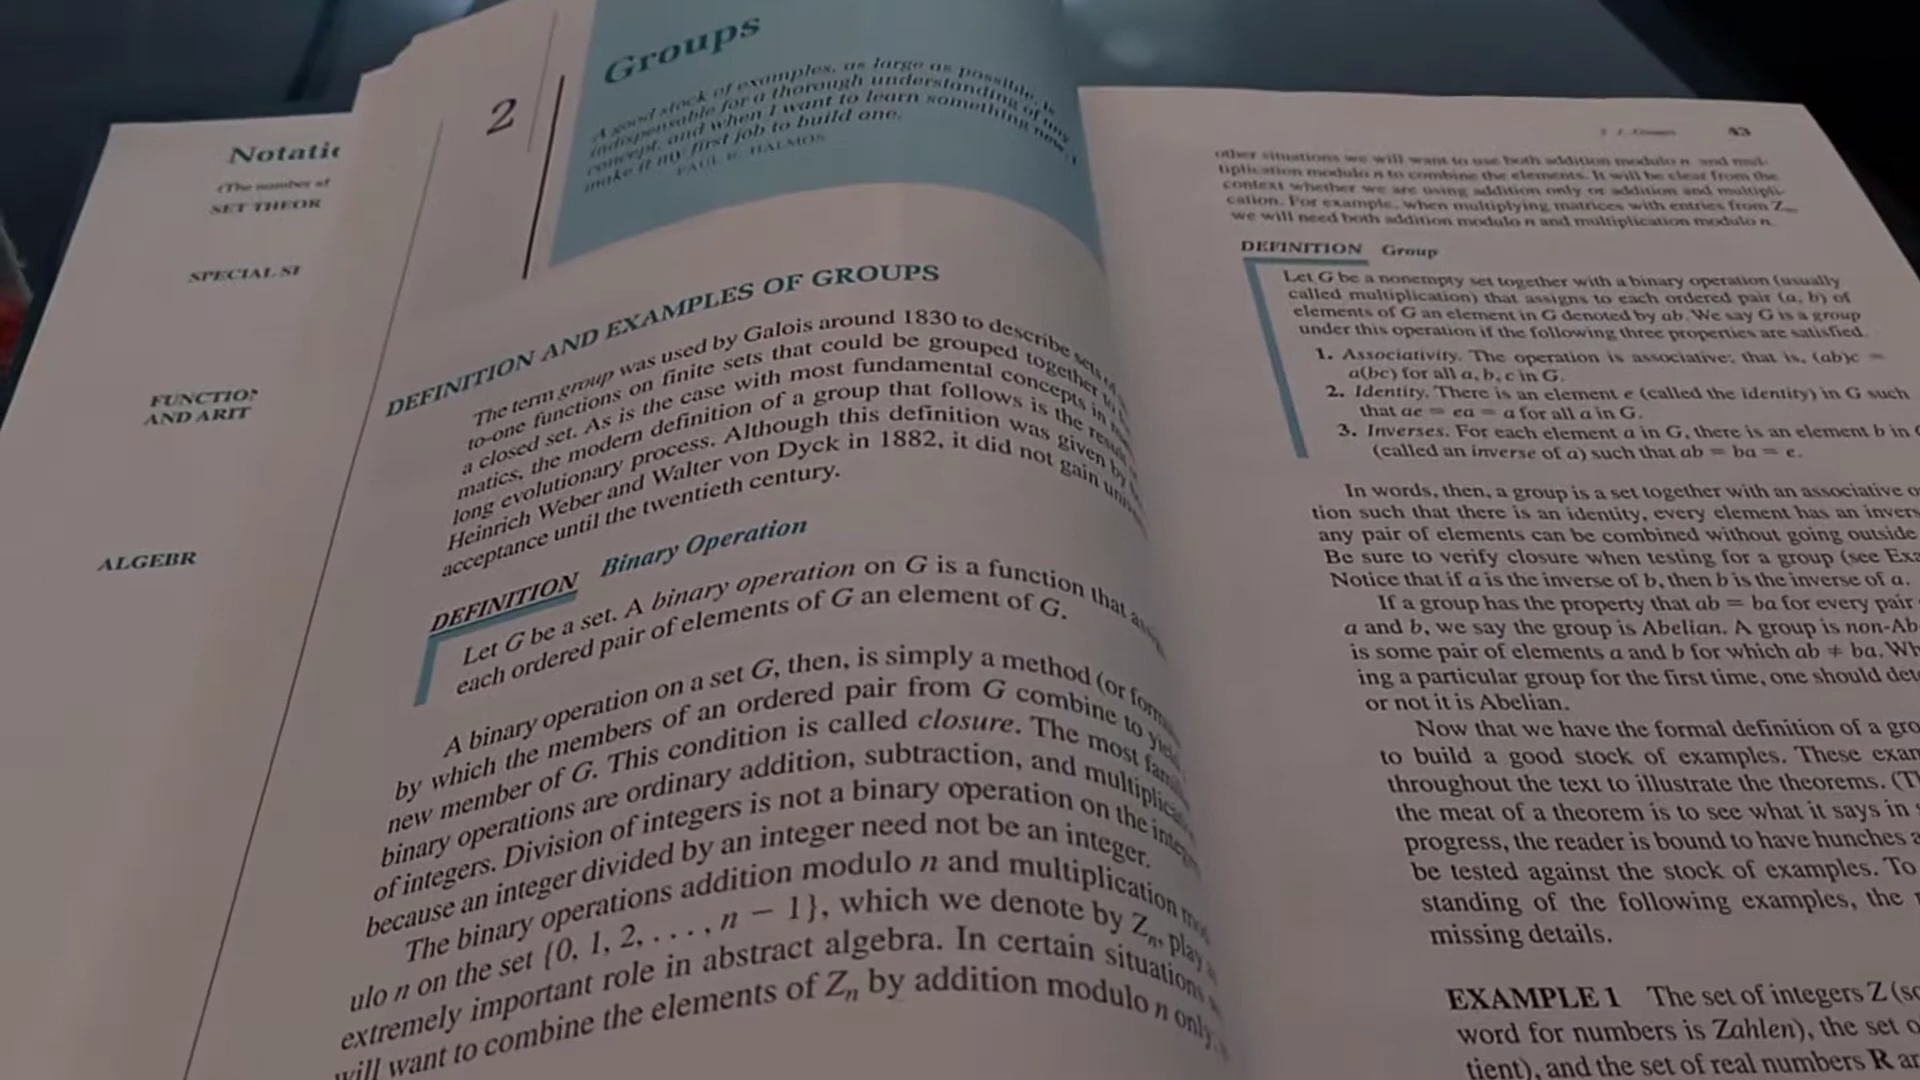 Notatio
(The number af
SET THEOR
SPECIAL SE
FUNCTION
AND ARIT
ALGEBR
2
Groups
A good stock of examples, as large as possible, is
indispensable for a thorough understanding of any
concept, and when I want to learn something new, I
make it my first job to build one.
PAUL R. HALMOS
DEFINITION AND EXAMPLES OF GROUPS
The term group was used by Galois around 1830 to describe sets of
to-one functions on finite sets that could be grouped together to
a closed set. As is the case with most fundamental concepts in
matics, the modern definition of a group that follows is the result
long evolutionary process. Although this definition was given by
Heinrich Weber and Walter von Dyck in 1882, it did not gain
acceptance until the twentieth century.
DEFINITION Binary Operation
Let G be a set. A binary operation on G is a function that
each ordered pair of elements of G an element of G.
A binary operation on a set G, then, is simply a method (or
by which the members of an ordered pair from G combine to
new member of G. This condition is called closure. The most
binary operations are ordinary addition, subtraction, and
of integers. Division of integers is not a binary operation on the
because an integer divided by an integer need not be an integer.
The binary operations addition modulo n and multiplication
ulo n on the set {0, 1, 2, . . . , n − 1}, which we denote by Zn, play
extremely important role in abstract algebra. In certain situations
will want to combine the elements of Zn by addition modulo n only,
43
other situations we will want to use both addition modulo n and mul-
tiplication modulo n to combine the elements. It will be clear from the
context whether we are using addition only or addition and multipli-
cation. For example, when multiplying matrices with entries from Zn,
we will need both addition modulo n and multiplication modulo n.
DEFINITION Group
Let G be a nonempty set together with a binary operation (usually
called multiplication) that assigns to each ordered pair (a, b) of
elements of G an element in G denoted by ab. We say G is a group
under this operation if the following three properties are satisfied.
1. Associativity. The operation is associative; that is, (ab)c =
a(bc) for all a, b, c in G.
2. Identity. There is an element e (called the identity) in G such
that ae = ea = a for all a in G.
3. Inverses. For each element a in G, there is an element b in G
(called an inverse of a) such that ab = ba = e.
In words, then, a group is a set together with an associative
tion such that there is an identity, every element has an invers
any pair of elements can be combined without going outside
Be sure to verify closure when testing for a group (see Exa
Notice that if a is the inverse of b, then b is the inverse of a.
If a group has the property that ab = ba for every pair
a and b, we say the group is Abelian. A group is non-Ab
is some pair of elements a and b for which ab ≠ ba. Wh
ing a particular group for the first time, one should det
or not it is Abelian.
Now that we have the formal definition of a gro
to build a good stock of examples. These exam
throughout the text to illustrate the theorems. (T
the meat of a theorem is to see what it says in
progress, the reader is bound to have hunches
be tested against the stock of examples. To
standing of the following examples, the
missing details.
EXAMPLE 1 The set of integers Z (so
word for numbers is Zahlen), the set o
tient), and the set of real numbers R ar